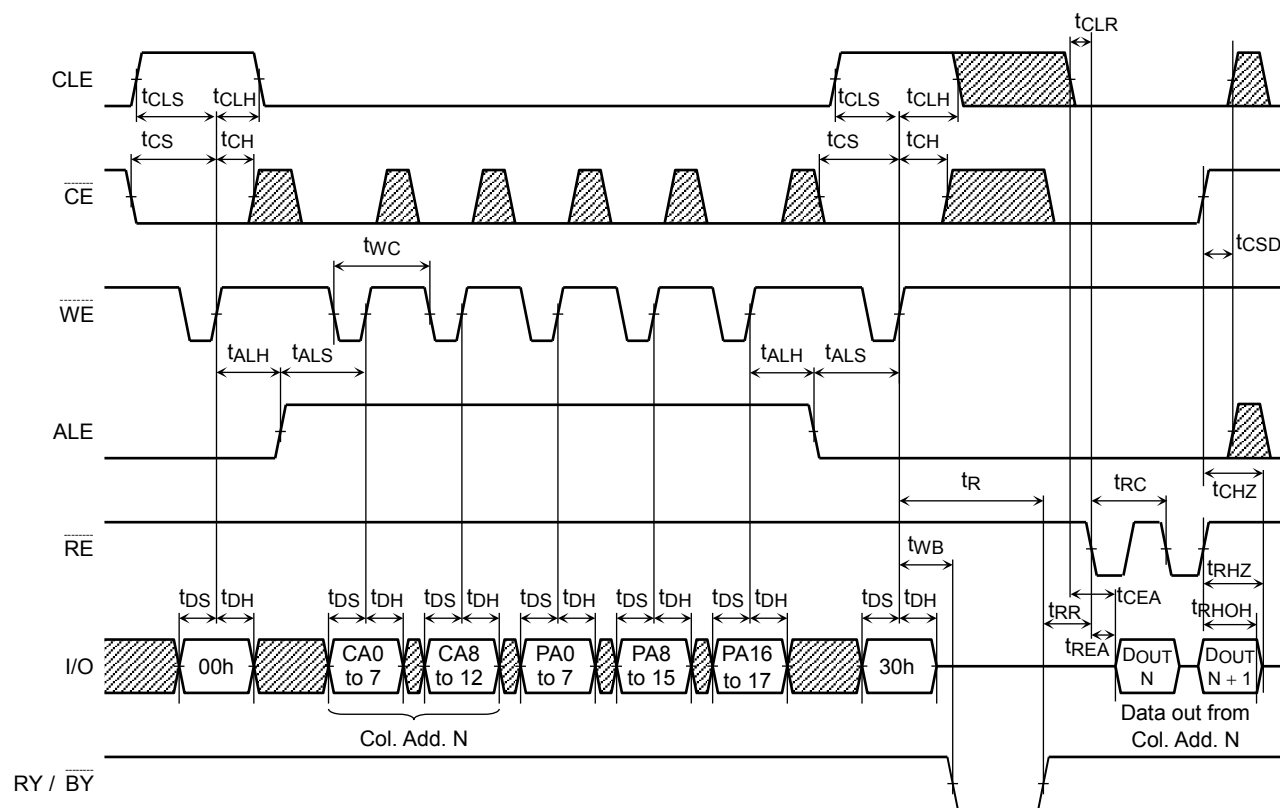 tCLR
CLE
tCLS tCLH tCLS tCLH
tCS tCH tCS tCH
CE
tWC tCSD
WE
tALH tALS tALH tALS
ALE
tR tRC tCHZ
RE
tWB tRHZ
tDS tDH tDS tDH tDS tDH tDS tDH tDS tDH tDS tDH tDS tDH tCEA
tRR tRHOH
tREA
I/O 00h CA0 to 7 CA8 to 12 PA0 to 7 PA8 to 15 PA16 to 17 30h DOUT N DOUT N + 1
Col. Add. N Data out from
Col. Add. N
RY / BY